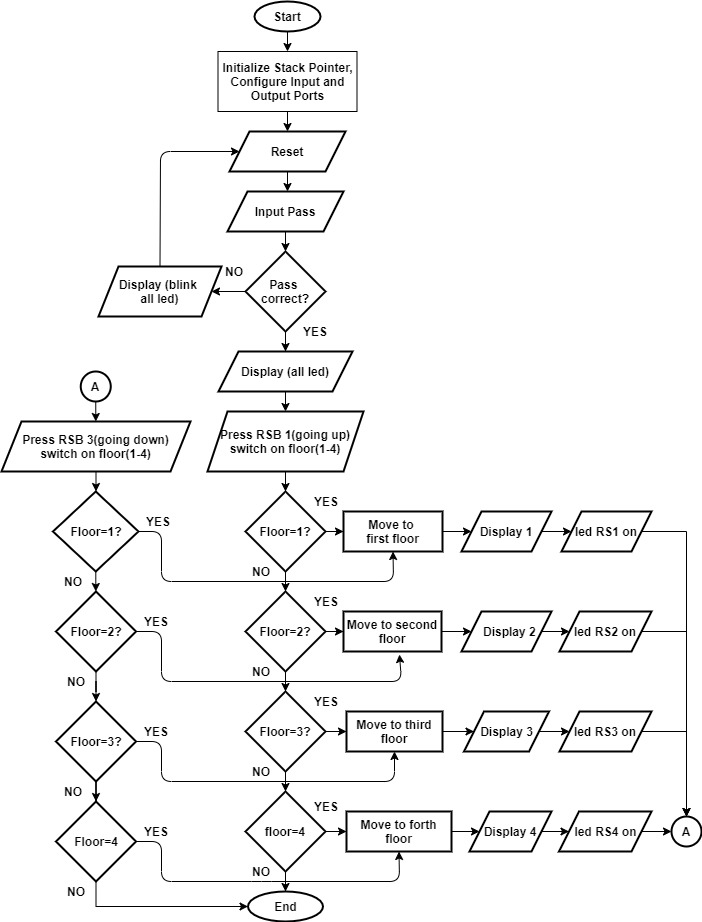 Start
Initialize Stack Pointer,
Configure Input and
Output Ports
Reset
Input Pass
Pass
correct?
NO
Display (blink
all led)
YES
Display (all led)
A
Press RSB 3(going down)
switch on floor(1-4)
Press RSB 1(going up)
switch on floor(1-4)
Floor=1?
YES
NO
Floor=1?
YES
NO
Move to
first floor
Display 1
led RS1 on
Floor=2?
YES
NO
Floor=2?
YES
NO
Move to second
floor
Display 2
led RS2 on
Floor=3?
YES
NO
Floor=3?
YES
NO
Move to third
floor
Display 3
led RS3 on
Floor=4
YES
NO
floor=4
YES
NO
Move to forth
floor
Display 4
led RS4 on
A
End